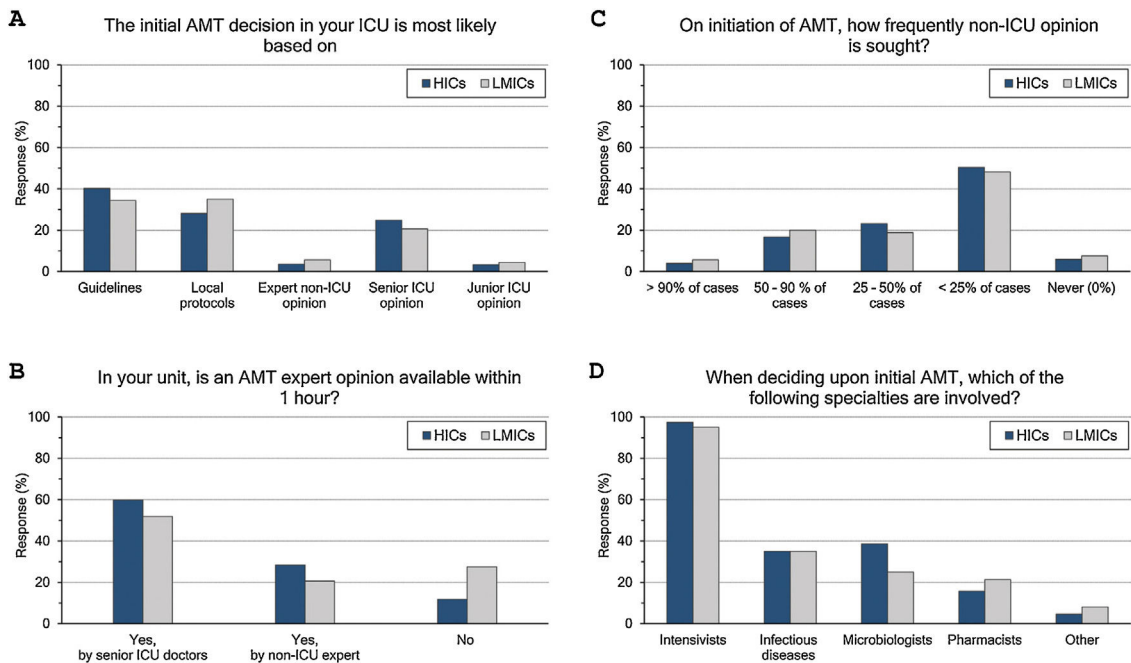 A
The initial AMT decision in your ICU is most likely
based on
Response (%)
100
80
60
40
20
0
HICs LMICs
Guidelines
Local
protocols
Expert non-ICU
opinion
Senior ICU
opinion
Junior ICU
opinion
B
In your unit, is an AMT expert opinion available within
1 hour?
Response (%)
100
80
60
40
20
0
HICs LMICs
Yes,
by senior ICU doctors
Yes,
by non-ICU expert
No
C
On initiation of AMT, how frequently non-ICU opinion
is sought?
Response (%)
100
80
60
40
20
0
HICs LMICs
> 90% of cases
50 - 90 % of
cases
25 - 50% of
cases
< 25% of cases
Never (0%)
D
When deciding upon initial AMT, which of the
following specialties are involved?
Response (%)
100
80
60
40
20
0
HICs LMICs
Intensivists
Infectious
diseases
Microbiologists
Pharmacists
Other